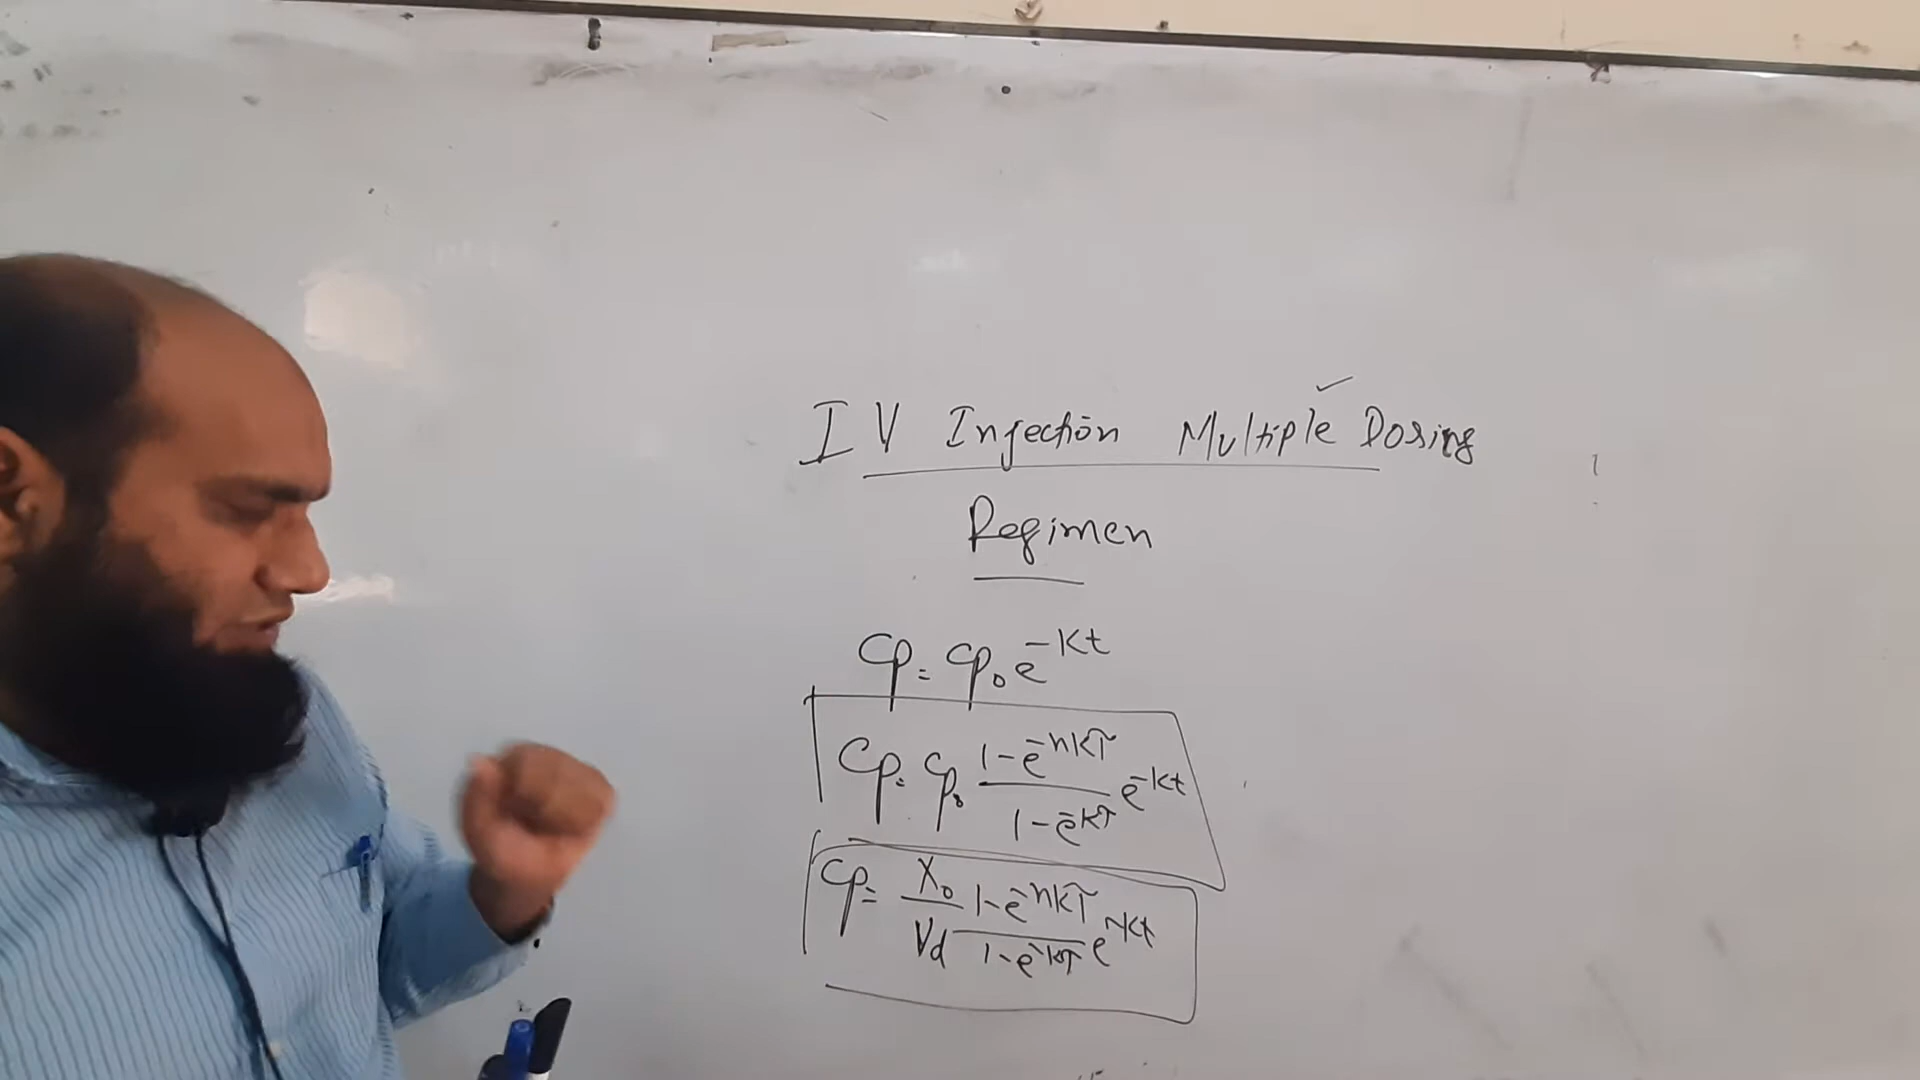 IV Injection Multiple Dosing
Regimen
Cp = Cp₀ e^-Kt
Cp = Cp₀ (1-e^-nKτ)/(1-e^-Kτ) e^-Kt
Cp = X₀/Vd (1-e^-nKτ)/(1-e^-Kτ) e^-Kt